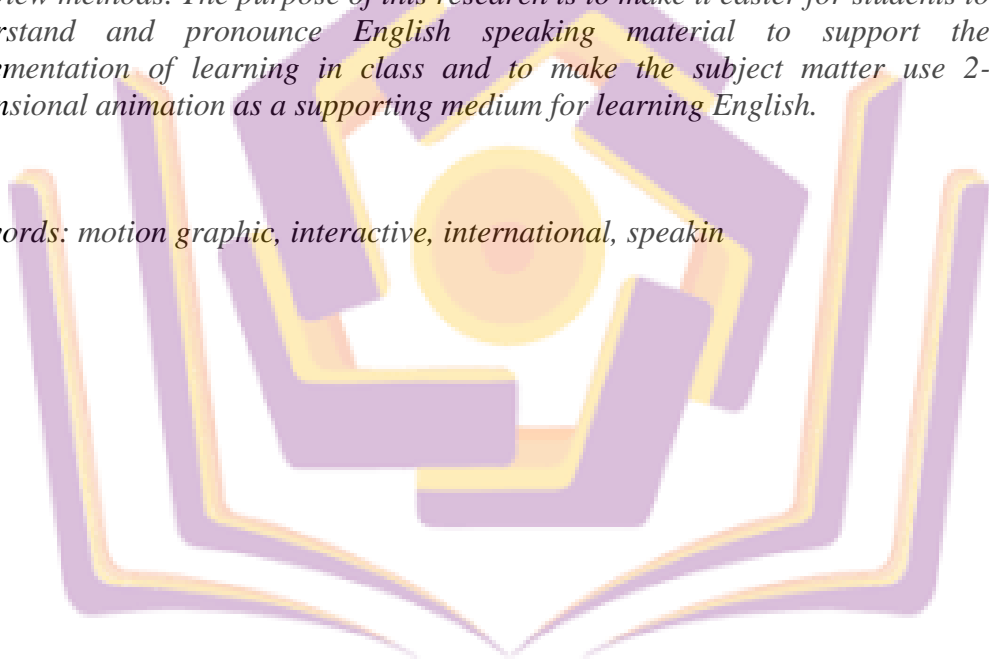 view methods. The purpose of this research is to make it easier for students to
rstand and pronounce English speaking material to support the
ementation of learning in class and to make the subject matter use 2-
nsional animation as a supporting medium for learning English.
ords: motion graphic, interactive, international, speakin